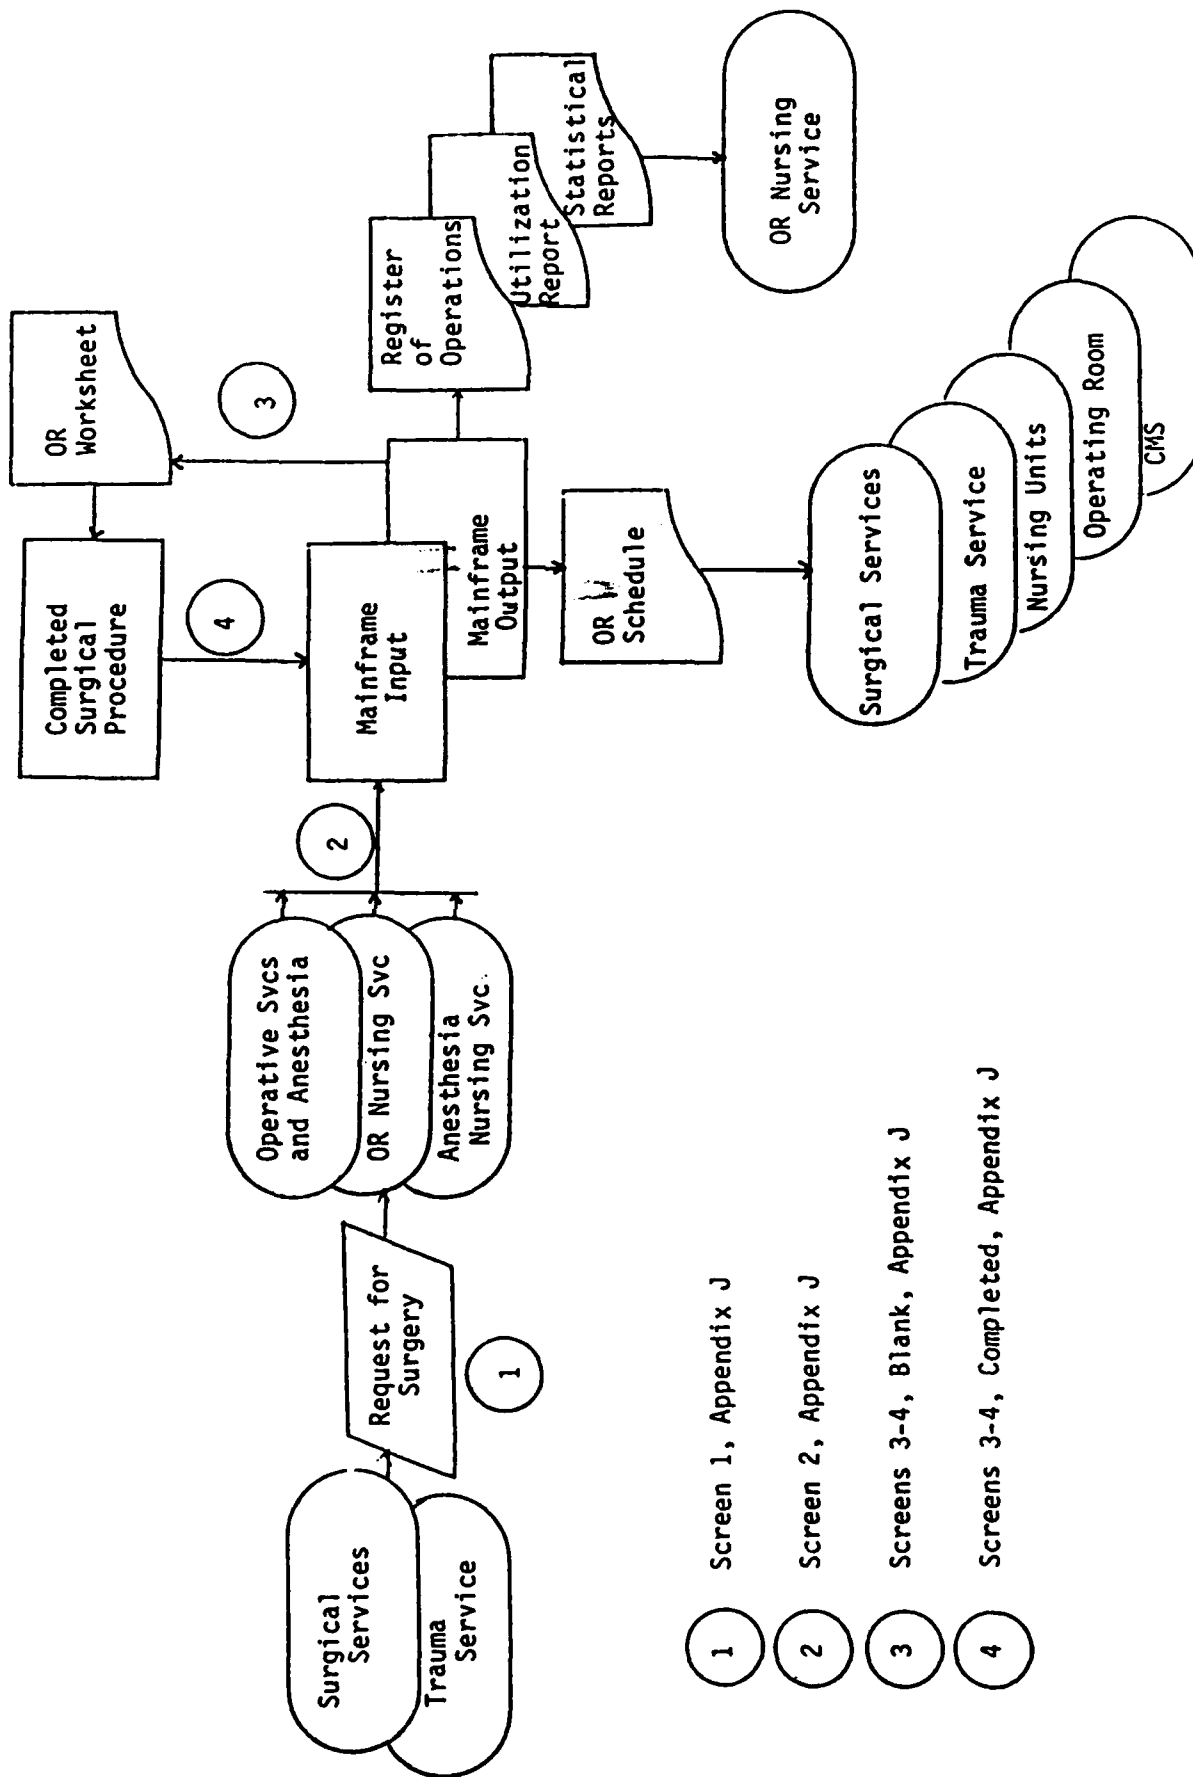 Surgical
Services
Trauma
Service
Request for
Surgery
1
Operative Svcs
and Anesthesia
OR Nursing Svc
Anesthesia
Nursing Svc.
2
Mainframe
Input
Mainframe
Output
Completed
Surgical
Procedure
4
OR
Worksheet
3
Register
of
Operations
Utilization
Report
Statistical
Reports
OR Nursing
Service
OR
Schedule
Surgical Services
Trauma Service
Nursing Units
Operating Room
CMS
1 Screen 1, Appendix J
2 Screen 2, Appendix J
3 Screens 3-4, Blank, Appendix J
4 Screens 3-4, Completed, Appendix J